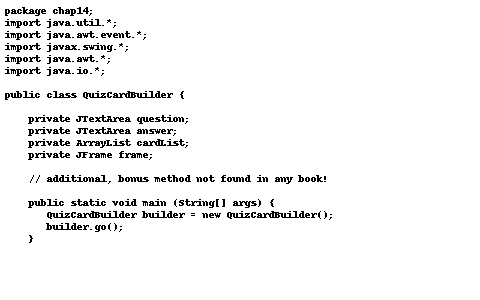 package chap14;
import java.util.*;
import java.awt.event.*;
import javax.swing.*;
import java.awt.*;
import java.io.*;

public class QuizCardBuilder {

    private JTextArea question;
    private JTextArea answer;
    private ArrayList cardList;
    private JFrame frame;

    // additional, bonus method not found in any book!

    public static void main (String[] args) {
       QuizCardBuilder builder = new QuizCardBuilder();
       builder.go();
    }